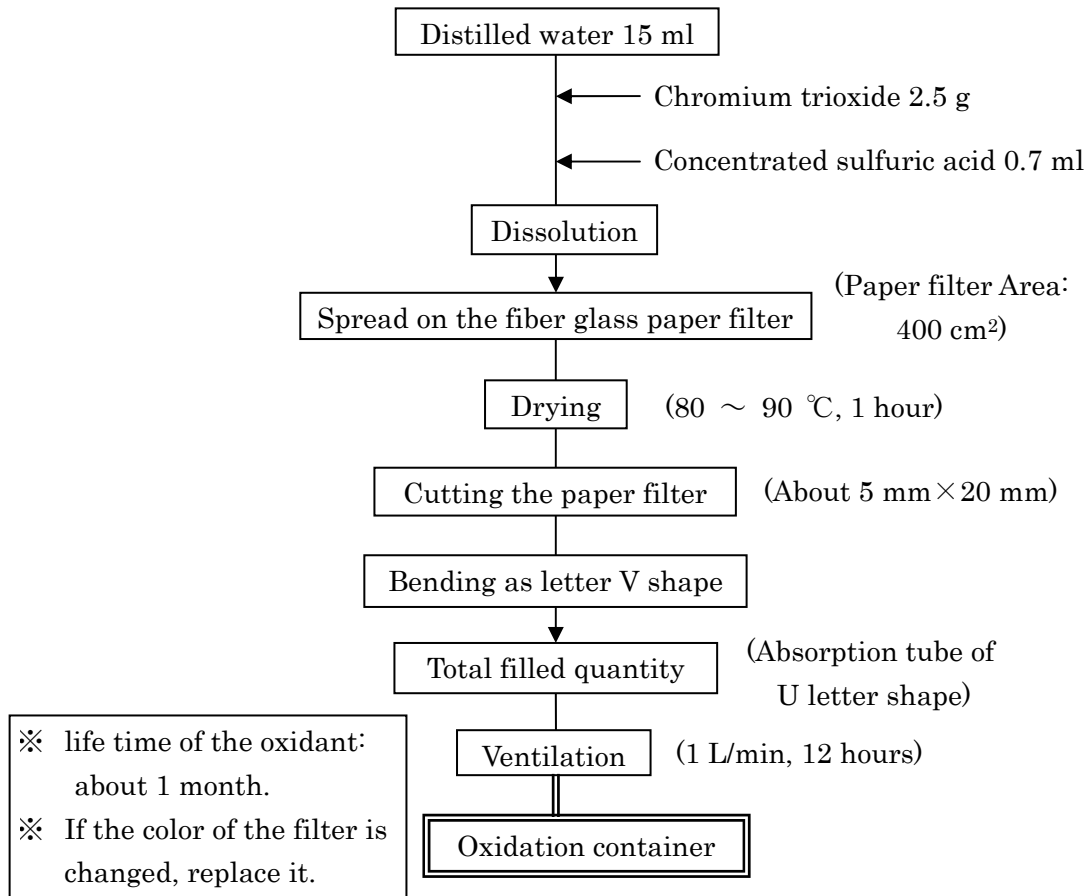 Distilled water 15 ml
Chromium trioxide 2.5 g
Concentrated sulfuric acid 0.7 ml
Dissolution
Spread on the fiber glass paper filter
(Paper filter Area:
400 cm²)
Drying
(80 ～ 90 ℃, 1 hour)
Cutting the paper filter
(About 5 mm×20 mm)
Bending as letter V shape
Total filled quantity
(Absorption tube of
U letter shape)
Ventilation
(1 L/min, 12 hours)
Oxidation container
※ life time of the oxidant:
about 1 month.
※ If the color of the filter is
changed, replace it.